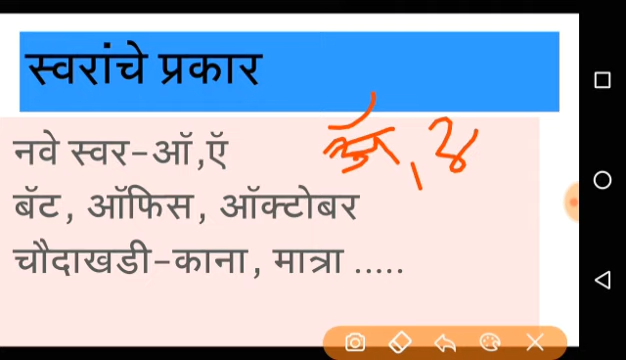 स्वरांचे प्रकार
नवे स्वर-ऑ,ऍ
बॅट, ऑफिस, ऑक्टोबर
चौदाखडी-काना, मात्रा .....